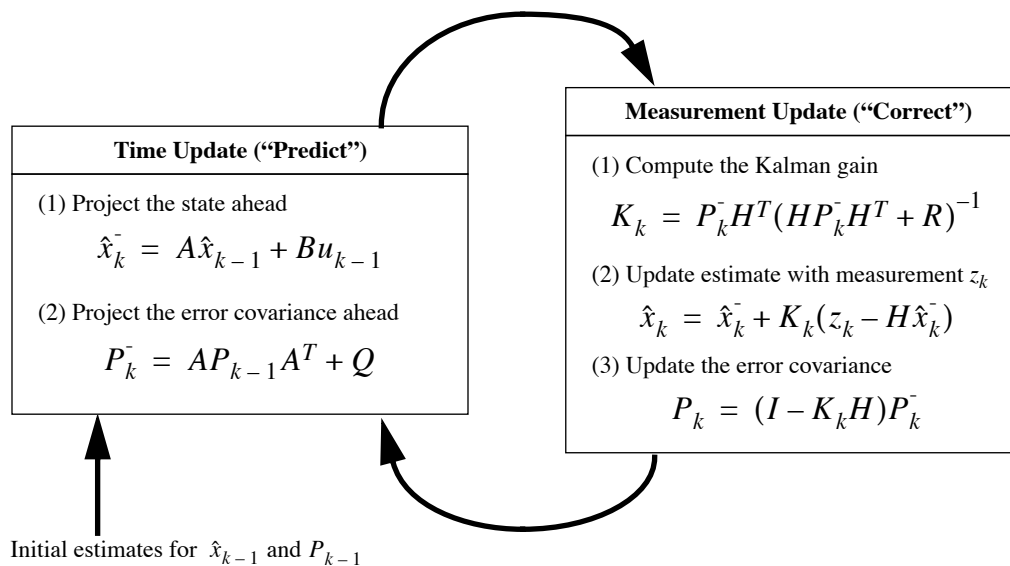 Time Update (“Predict”)
(1) Project the state ahead
x̂ₖ⁻ = Ax̂ₖ₋₁ + Buₖ₋₁
(2) Project the error covariance ahead
Pₖ⁻ = APₖ₋₁Aᵀ + Q
Initial estimates for x̂ₖ₋₁ and Pₖ₋₁
Measurement Update (“Correct”)
(1) Compute the Kalman gain
Kₖ = Pₖ⁻Hᵀ(HPₖ⁻Hᵀ + R)⁻¹
(2) Update estimate with measurement zₖ
x̂ₖ = x̂ₖ⁻ + Kₖ(zₖ – Hx̂ₖ⁻)
(3) Update the error covariance
Pₖ = (I – KₖH)Pₖ⁻